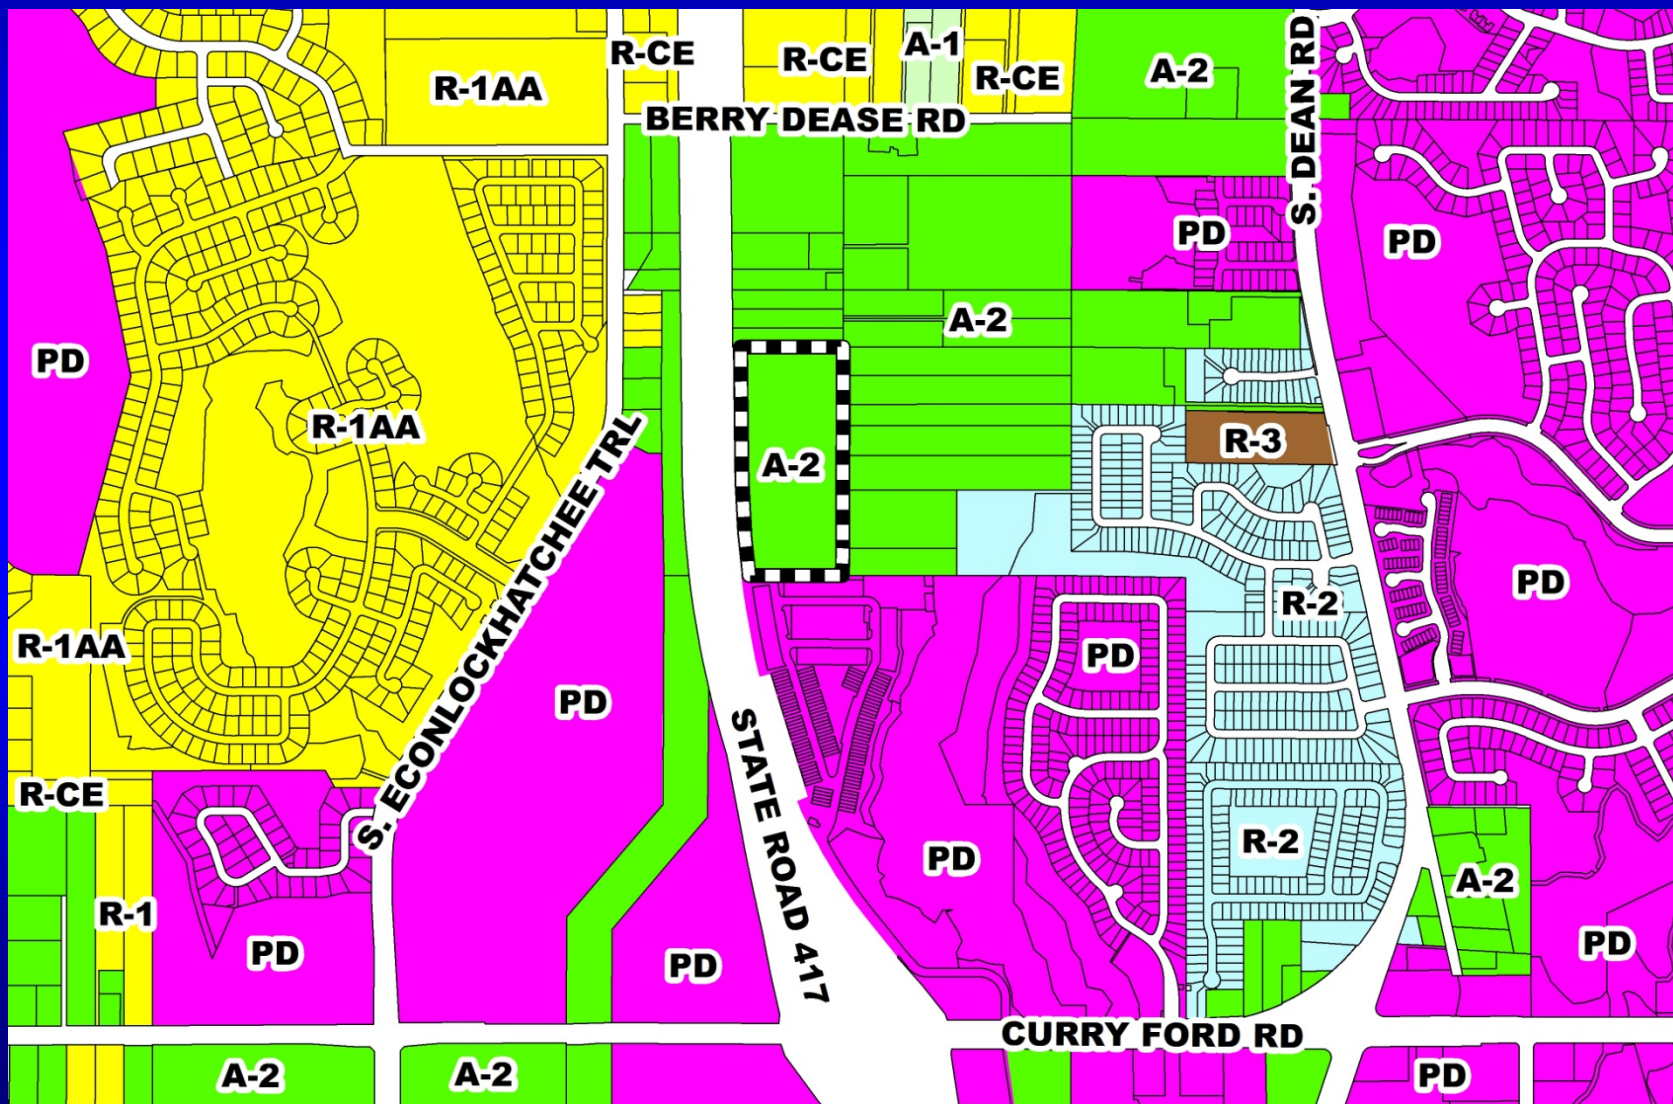 R-CE
R-CE
A-1
R-CE
A-2
R-1AA
BERRY DEASE RD
S. DEAN RD
PD
PD
A-2
PD
R-1AA
R-3
A-2
S. ECONLOCKHATCHEE TRL
PD
R-2
R-1AA
PD
PD
STATE ROAD 417
R-CE
R-2
PD
A-2
R-1
PD
PD
PD
CURRY FORD RD
A-2
A-2
PD